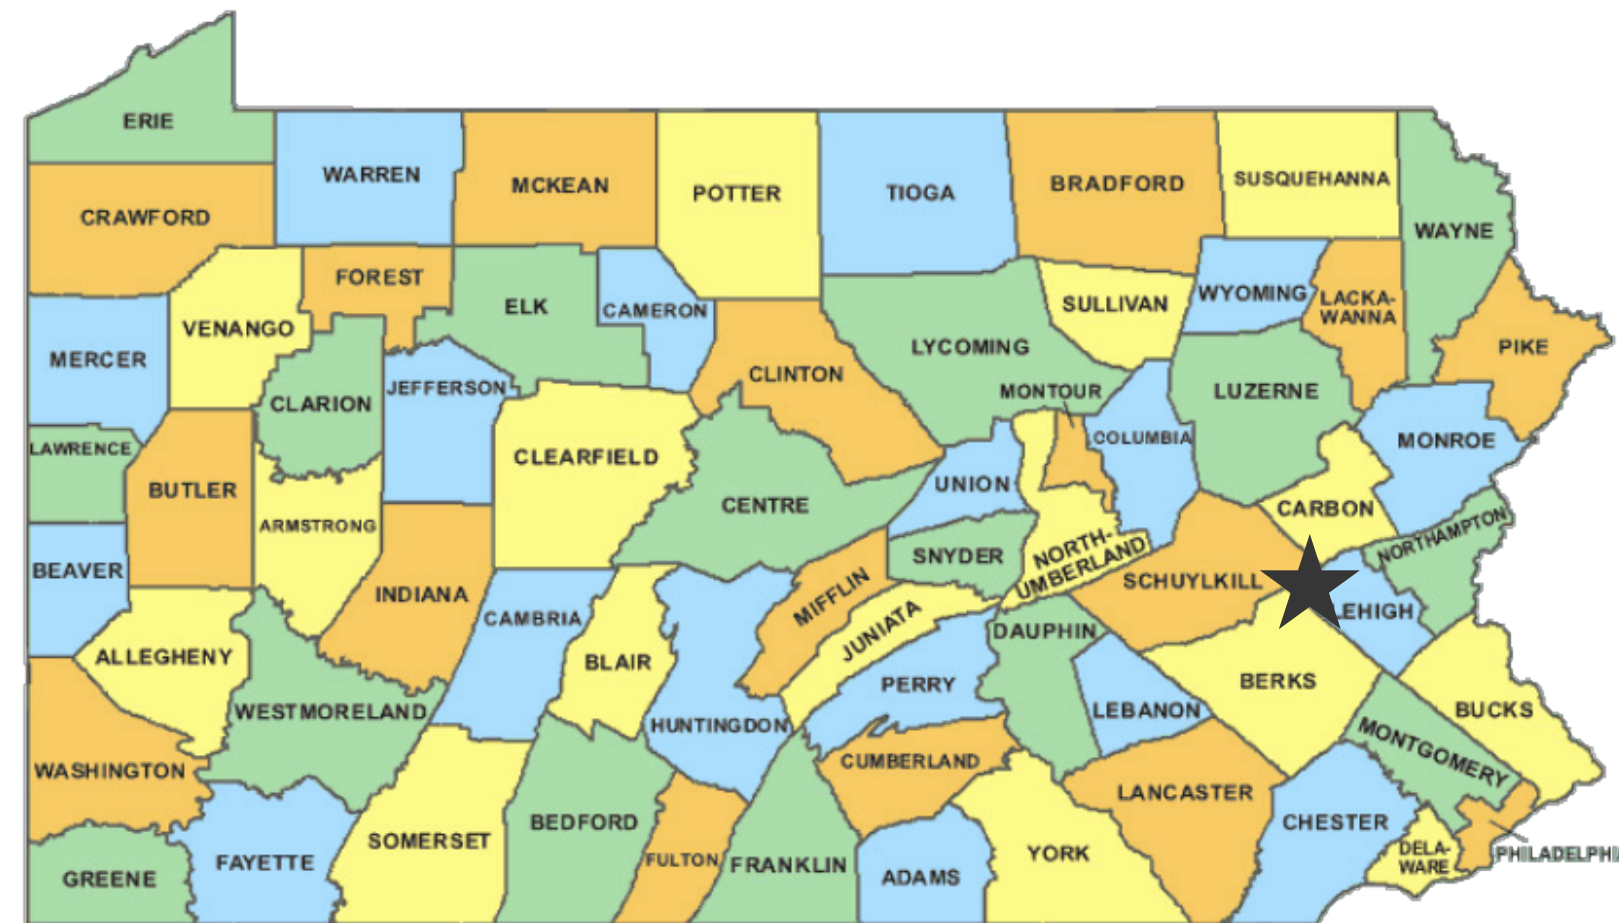 ERIE
WARREN
MCKEAN
POTTER
TIOGA
BRADFORD
SUSQUEHANNA
WAYNE
CRAWFORD
FOREST
ELK
CAMERON
SULLIVAN
WYOMING
LACKA-
WANNA
PIKE
VENANGO
MERCER
CLARION
JEFFERSON
CLINTON
LYCOMING
MONTOUR
COLUMBIA
LUZERNE
MONROE
LAWRENCE
BUTLER
ARMSTRONG
CLEARFIELD
CENTRE
UNION
CARBON
NORTHAMPTON
BEAVER
INDIANA
CAMBRIA
SNYDER
NORTH-
UMBERLAND
SCHUYLKILL
LEHIGH
MIFFLIN
JUNIATA
DAUPHIN
ALLEGHENY
BLAIR
PERRY
BERKS
WESTMORELAND
HUNTINGDON
LEBANON
BUCKS
MONTGOMERY
WASHINGTON
CUMBERLAND
LANCASTER
CHESTER
SOMERSET
BEDFORD
FULTON
FRANKLIN
ADAMS
YORK
DELA-
WARE
PHILADELPHI
GREENE
FAYETTE